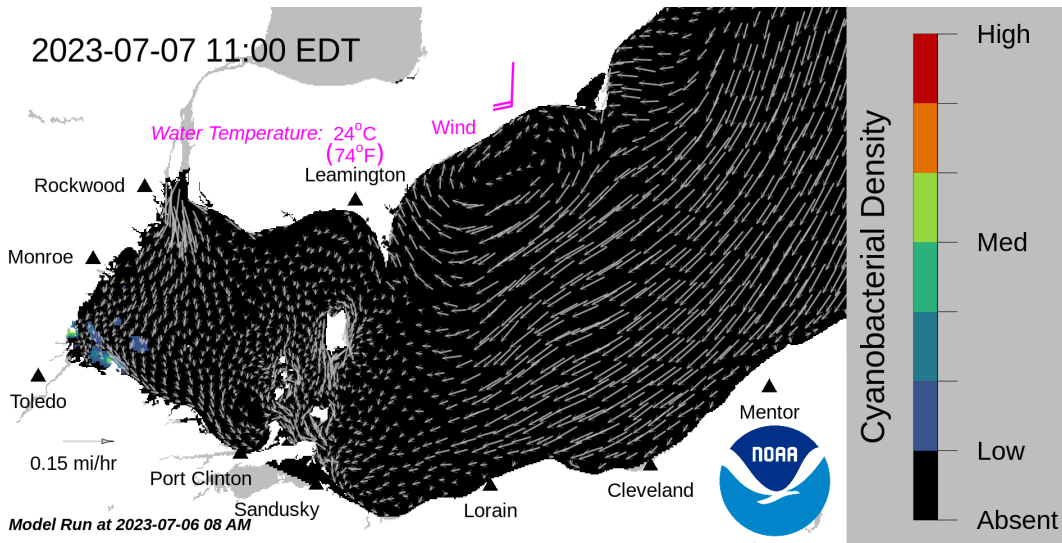 2023-07-07 11:00 EDT
High
Wind
Water Temperature: 24°C
(74°F)
Leamington
Rockwood
Med
Monroe
Cyanobacterial Density
Toledo
Mentor
0.15 mi/hr
NOAA
Low
Port Clinton
Cleveland
Sandusky
Lorain
Model Run at 2023-07-06 08 AM
Absent